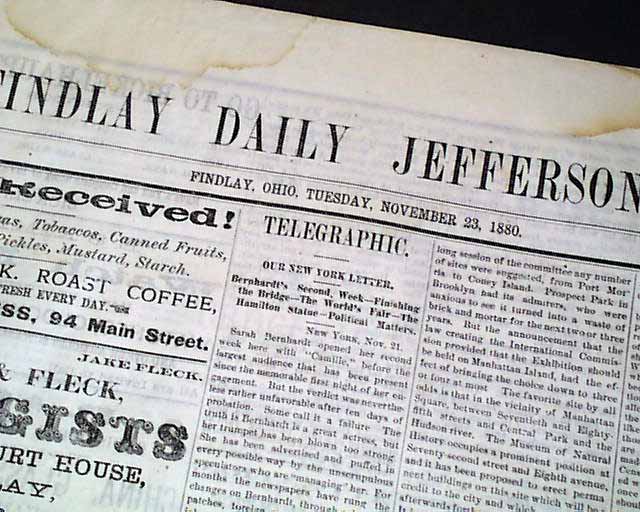 FINDLAY DAILY JEFFERSON
FINDLAY, OHIO, TUESDAY, NOVEMBER 23, 1880.
Received!
Tobaccos, Canned Fruits,
Pickles, Mustard, Starch.
K. ROAST COFFEE,
FRESH EVERY DAY.
94 Main Street.
JAKE FLECK.
& FLECK,
GISTS
URT HOUSE,
LAY,
TELEGRAPHIC.
OUR NEW YORK LETTER.
Bernhardt's Second Week—Finishing
the Bridge—The World's Fair—The
Hamilton Statue—Political Matters.
NEW YORK, Nov. 21.
Sarah Bernhardt opened her second
week here with "Camille," before the
largest audience that has been present
since the memorable first night of her en-
gagement. But the verdict was neverthe-
less rather unfavorable after ten days of
probation. Some call it a failure. The
truth is Bernhardt is a great actress, but
her trumpet has been blown too strong.
She has been advertised and puffed in
every possible way by the unscrupulous
speculators who are "managing" her. For
months the newspapers have rung the
changes on Bernhardt, through
patches, foreign
long session of the committee any number
of sites were suggested, from Port Mor
ris to Coney Island. Prospect Park in
Brooklyn had its admirers, who were
anxious to see it turned into a waste of
brick and mortar for the next two or three
years. But the announcement that the
law creating the International Commis
sion provided that the Exhibition should
be held on Manhattan Island, had the ef-
fect of bringing the choice down to three
or four at most. The favorite site by all
odds is that in the vicinity of Manhattan
Square, between Seventieth and Eighty-
fifth streets and Central Park and the
Hudson river. The Museum of Natural
History occupies a prominent position at
Seventy-second street and Eighth avenue,
and it has been proposed to erect perma
nent buildings on this site which will be a
credit to the city and which
afterwards for